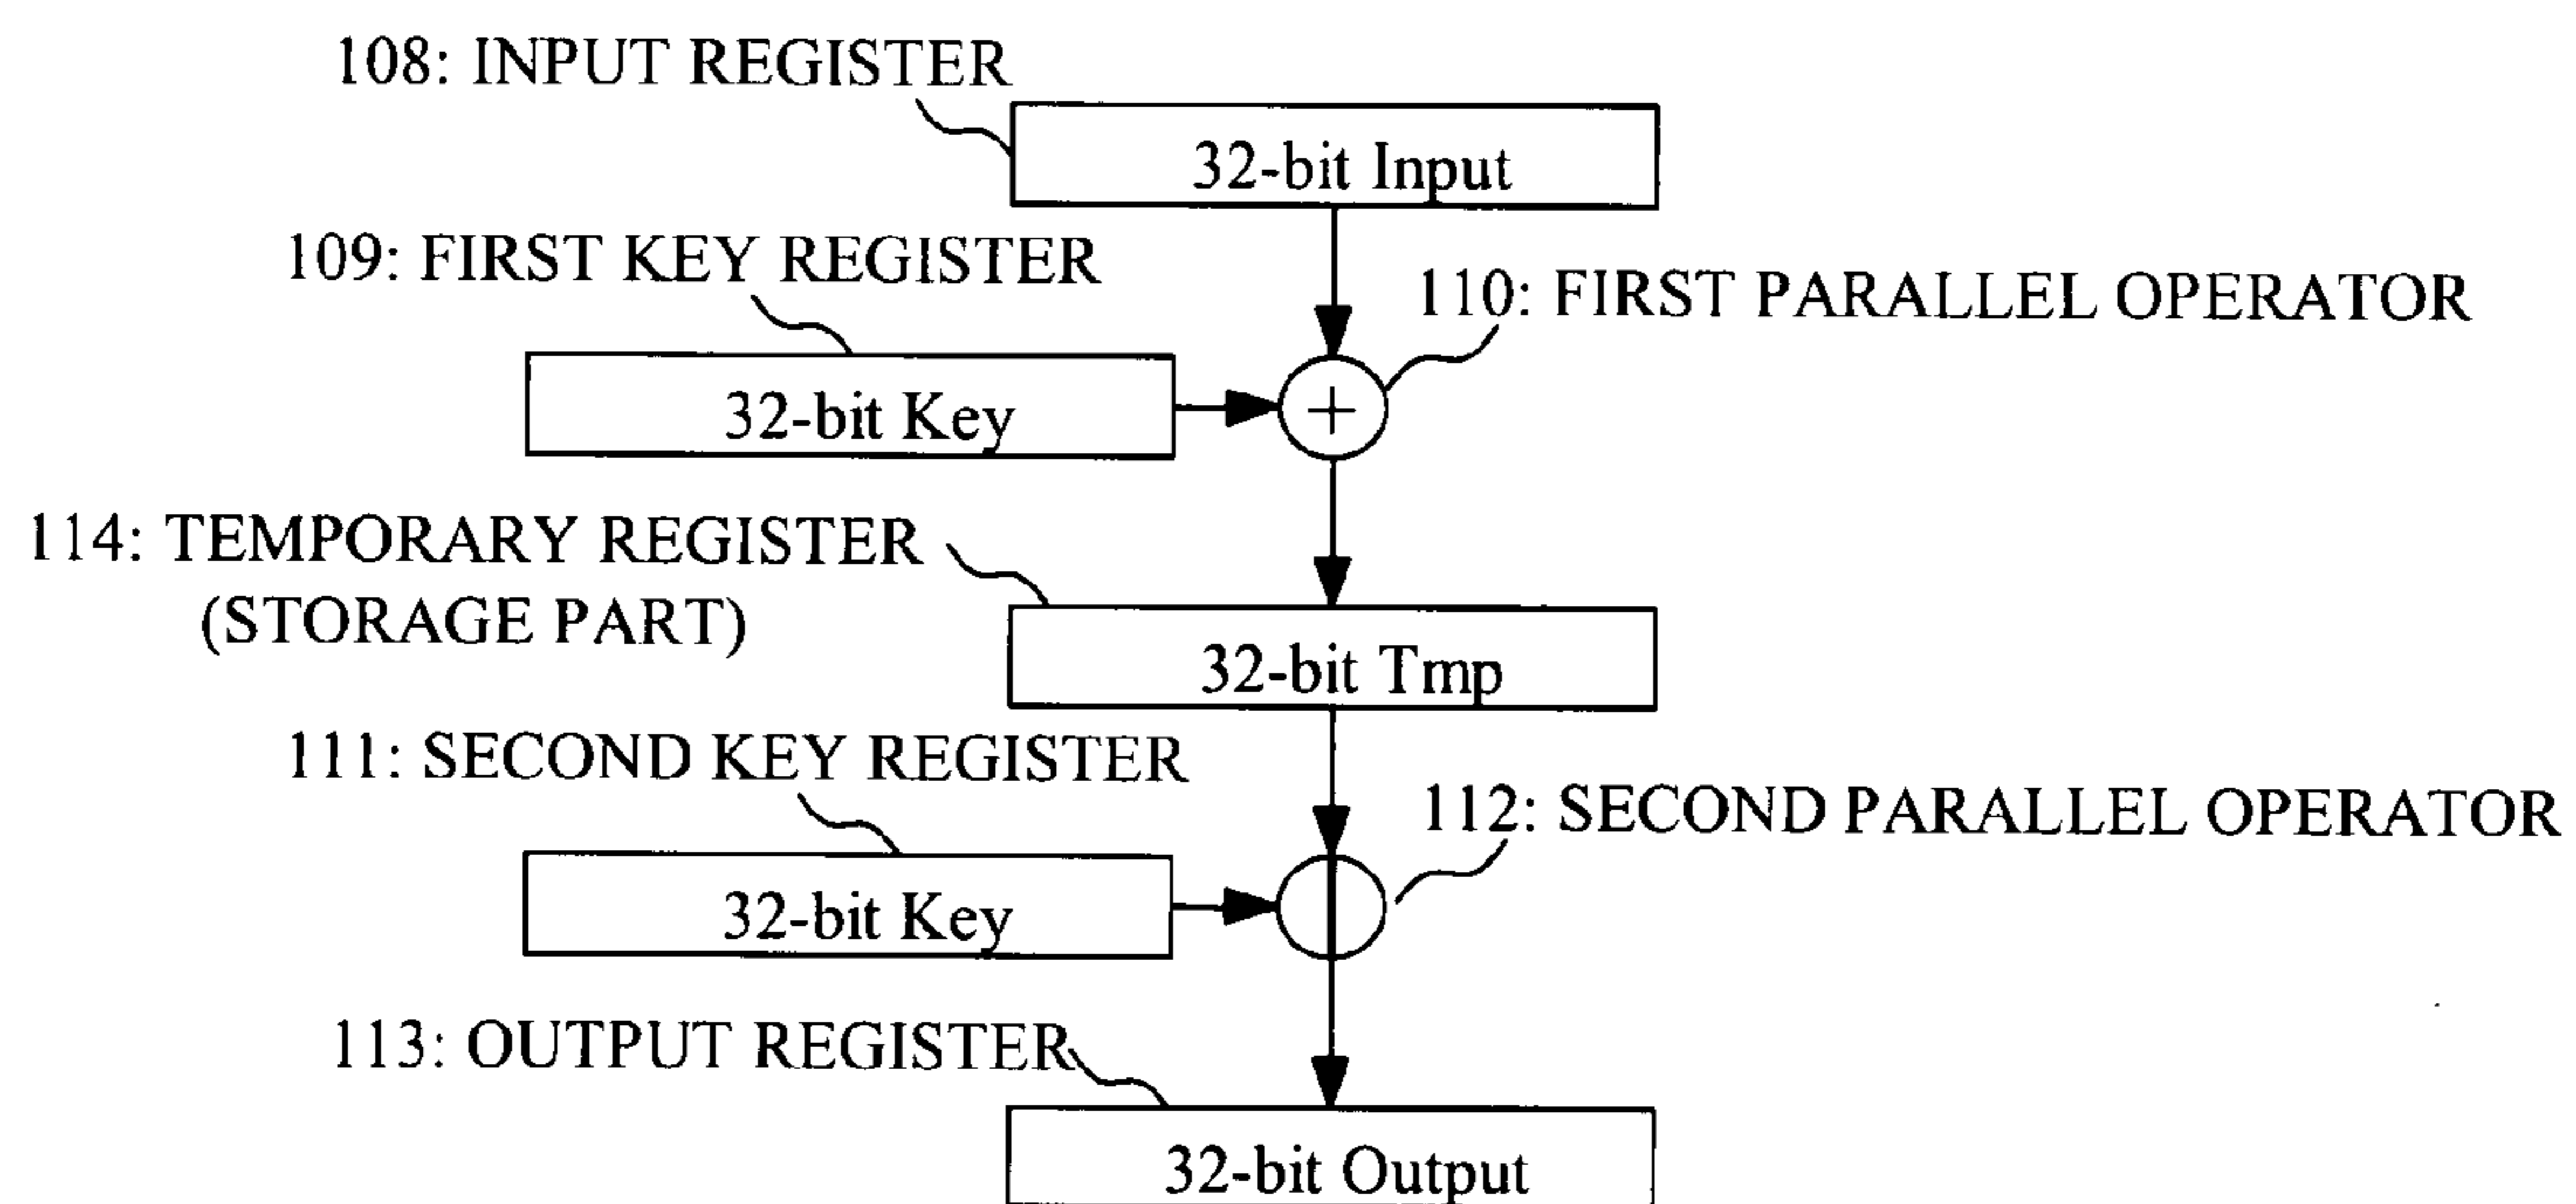 108: INPUT REGISTER
32-bit Input
109: FIRST KEY REGISTER
110: FIRST PARALLEL OPERATOR
32-bit Key
+
114: TEMPORARY REGISTER
(STORAGE PART)
32-bit Tmp
111: SECOND KEY REGISTER
112: SECOND PARALLEL OPERATOR
32-bit Key
113: OUTPUT REGISTER
32-bit Output